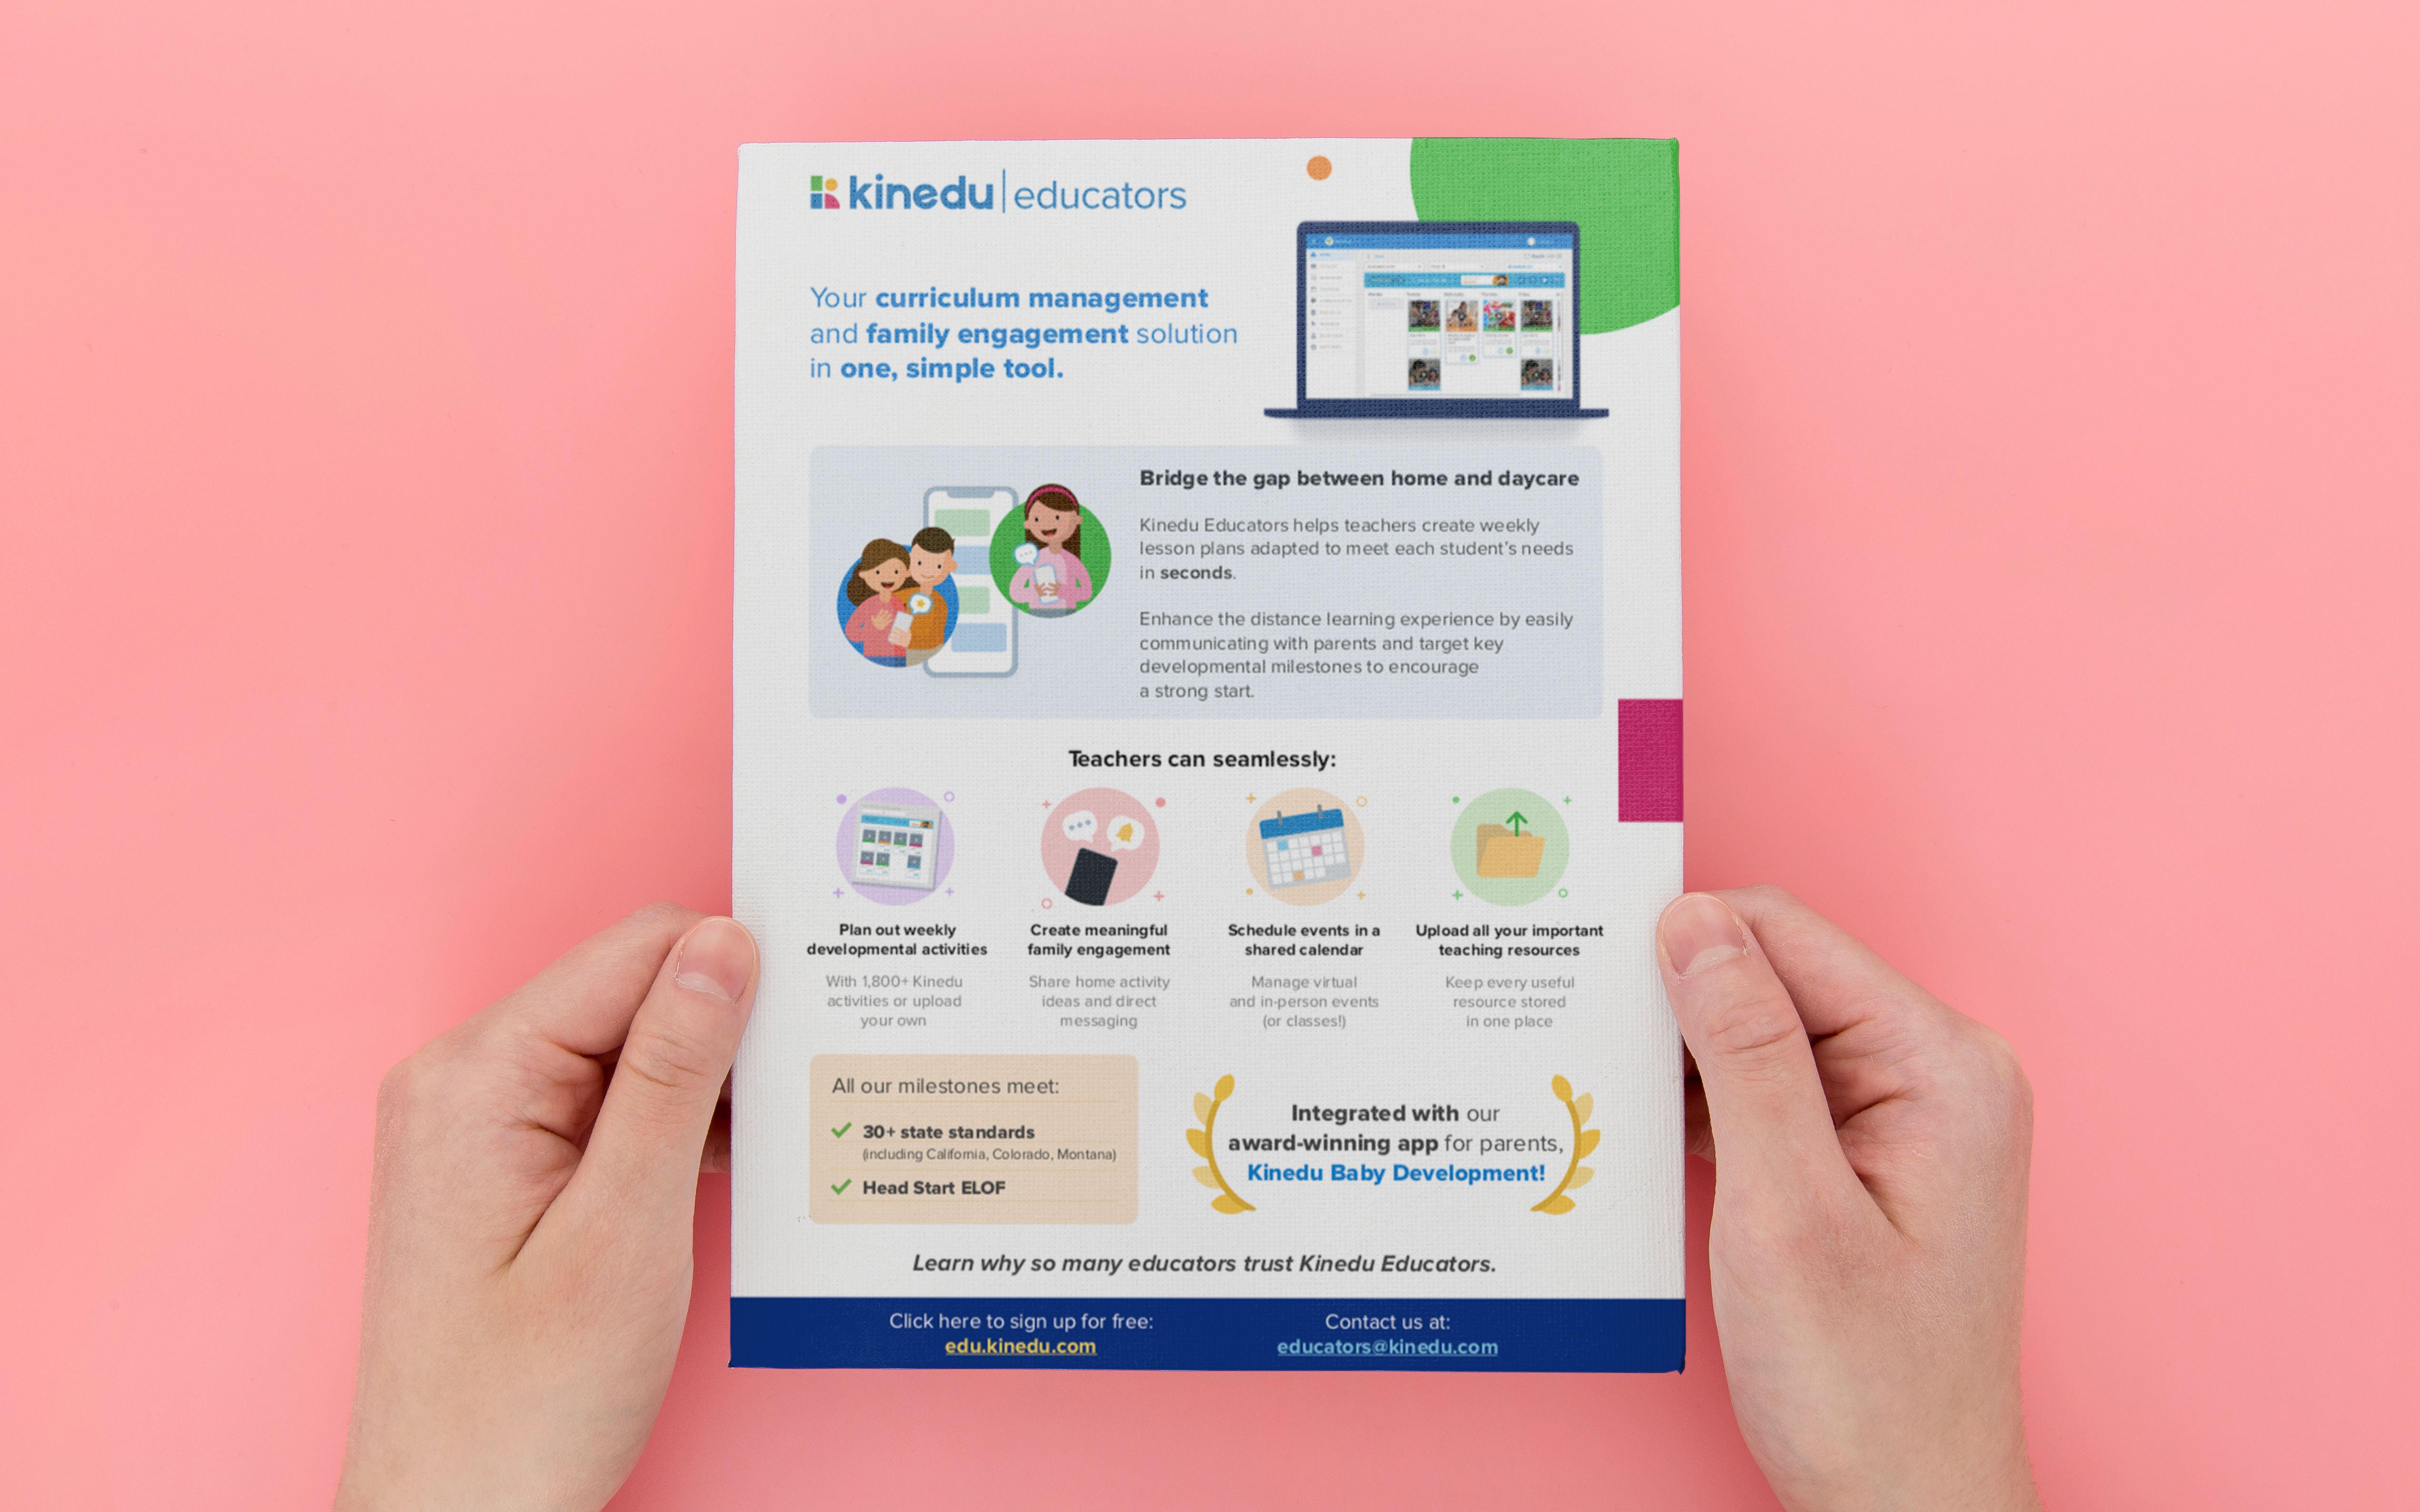 kinedu | educators
Your curriculum management
and family engagement solution
in one, simple tool.
Bridge the gap between home and daycare
Kinedu Educators helps teachers create weekly
lesson plans adapted to meet each student's needs
in seconds.
Enhance the distance learning experience by easily
communicating with parents and target key
developmental milestones to encourage
a strong start.
Teachers can seamlessly:
Plan out weekly
developmental activities
With 1,800+ Kinedu
activities or upload
your own
Create meaningful
family engagement
Share home activity
ideas and direct
messaging
Schedule events in a
shared calendar
Manage virtual
and in-person events
(or classes!)
Upload all your important
teaching resources
Keep every useful
resource stored
in one place
All our milestones meet:
30+ state standards
(including California, Colorado, Montana)
Head Start ELOF
Integrated with our
award-winning app for parents,
Kinedu Baby Development!
Learn why so many educators trust Kinedu Educators.
Click here to sign up for free:
edu.kinedu.com
Contact us at:
educators@kinedu.com